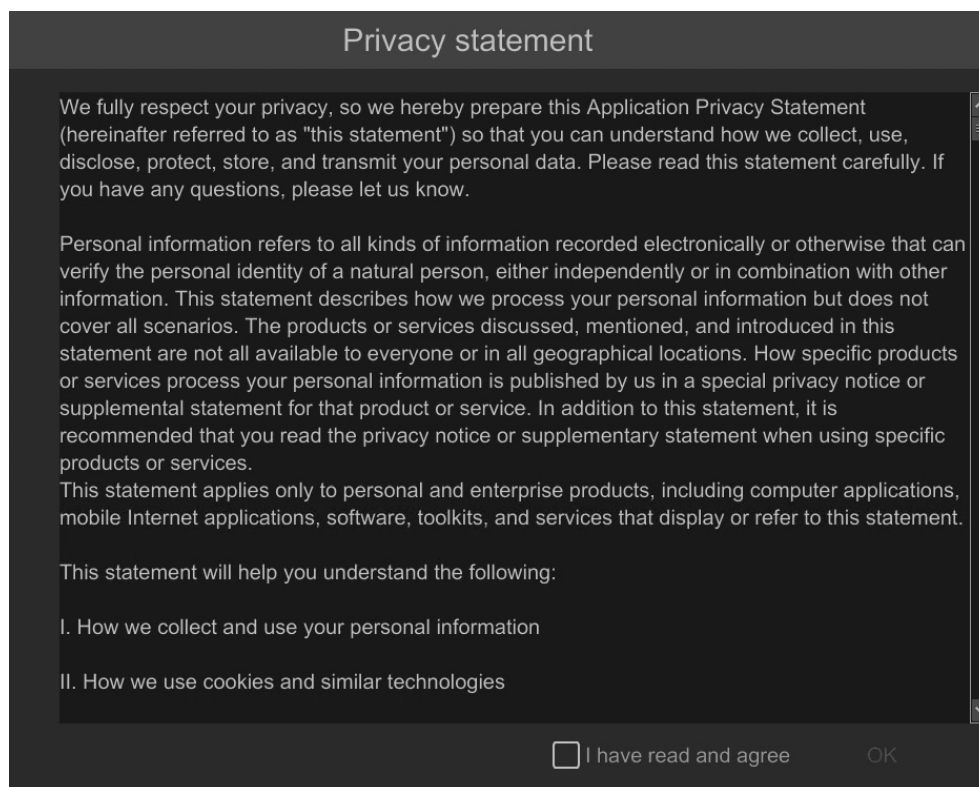 Privacy statement
We fully respect your privacy, so we hereby prepare this Application Privacy Statement
(hereinafter referred to as "this statement") so that you can understand how we collect, use,
disclose, protect, store, and transmit your personal data. Please read this statement carefully. If
you have any questions, please let us know.
Personal information refers to all kinds of information recorded electronically or otherwise that can
verify the personal identity of a natural person, either independently or in combination with other
information. This statement describes how we process your personal information but does not
cover all scenarios. The products or services discussed, mentioned, and introduced in this
statement are not all available to everyone or in all geographical locations. How specific products
or services process your personal information is published by us in a special privacy notice or
supplemental statement for that product or service. In addition to this statement, it is
recommended that you read the privacy notice or supplementary statement when using specific
products or services.
This statement applies only to personal and enterprise products, including computer applications,
mobile Internet applications, software, toolkits, and services that display or refer to this statement.
This statement will help you understand the following:
I. How we collect and use your personal information
II. How we use cookies and similar technologies
I have read and agree
OK